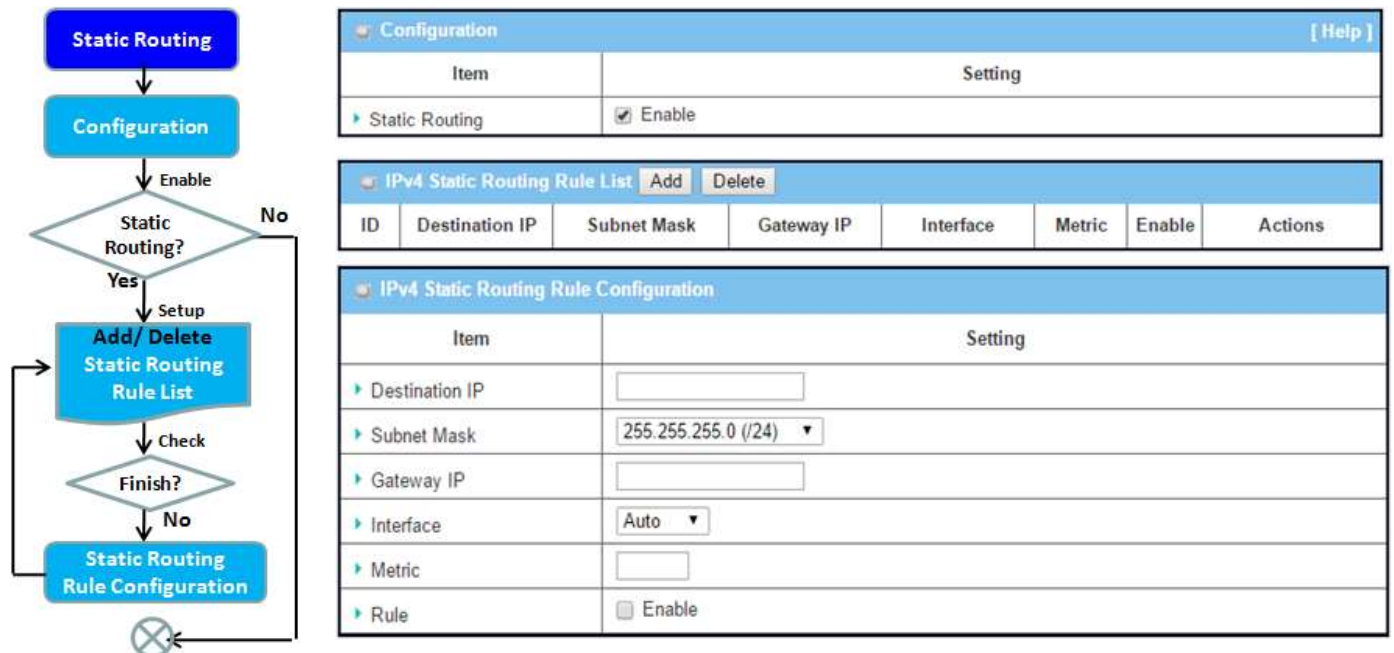 Static Routing
Configuration
Enable
Static
Routing?
No
Yes
Setup
Add/ Delete
Static Routing
Rule List
Check
Finish?
No
Static Routing
Rule Configuration
Configuration [ Help ]
Item Setting
Static Routing Enable
IPv4 Static Routing Rule List Add Delete
ID Destination IP Subnet Mask Gateway IP Interface Metric Enable Actions
IPv4 Static Routing Rule Configuration
Item Setting
Destination IP
Subnet Mask 255.255.255.0 (/24)
Gateway IP
Interface Auto
Metric
Rule Enable